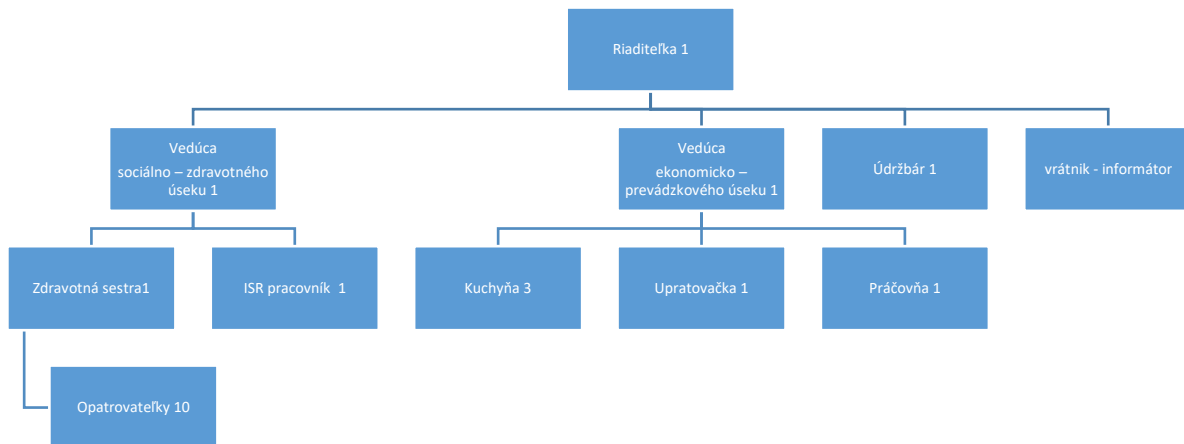 Riaditeľka 1
Vedúca
sociálno – zdravotného
úseku 1
Vedúca
ekonomicko –
prevádzkového úseku 1
Údržbár 1
vrátnik - informátor
Zdravotná sestra1
ISR pracovník  1
Kuchyňa 3
Upratovačka 1
Práčovňa 1
Opatrovateľky 10